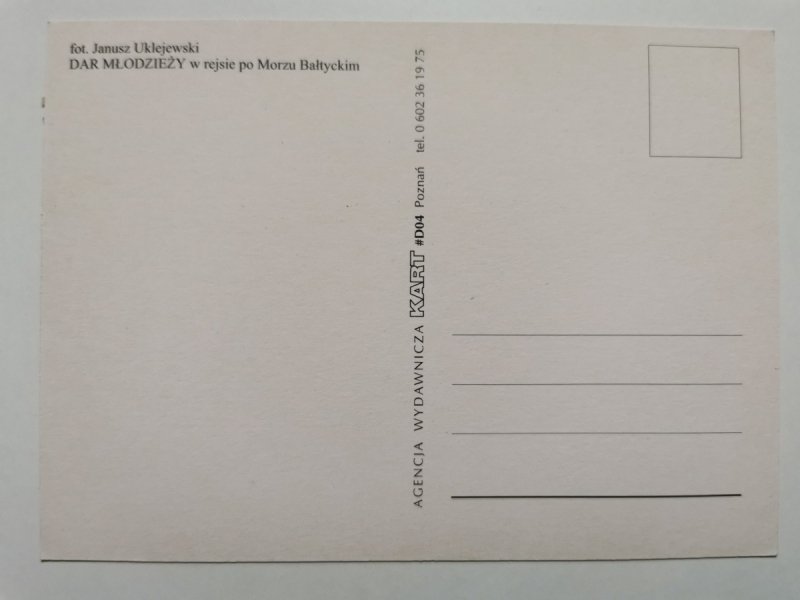 fot. Janusz Uklejewski
DAR MŁODZIEŻY w rejsie po Morzu Bałtyckim
AGENCJA WYDAWNICZA KART #D04 Poznań tel. 0 602 36 19 75